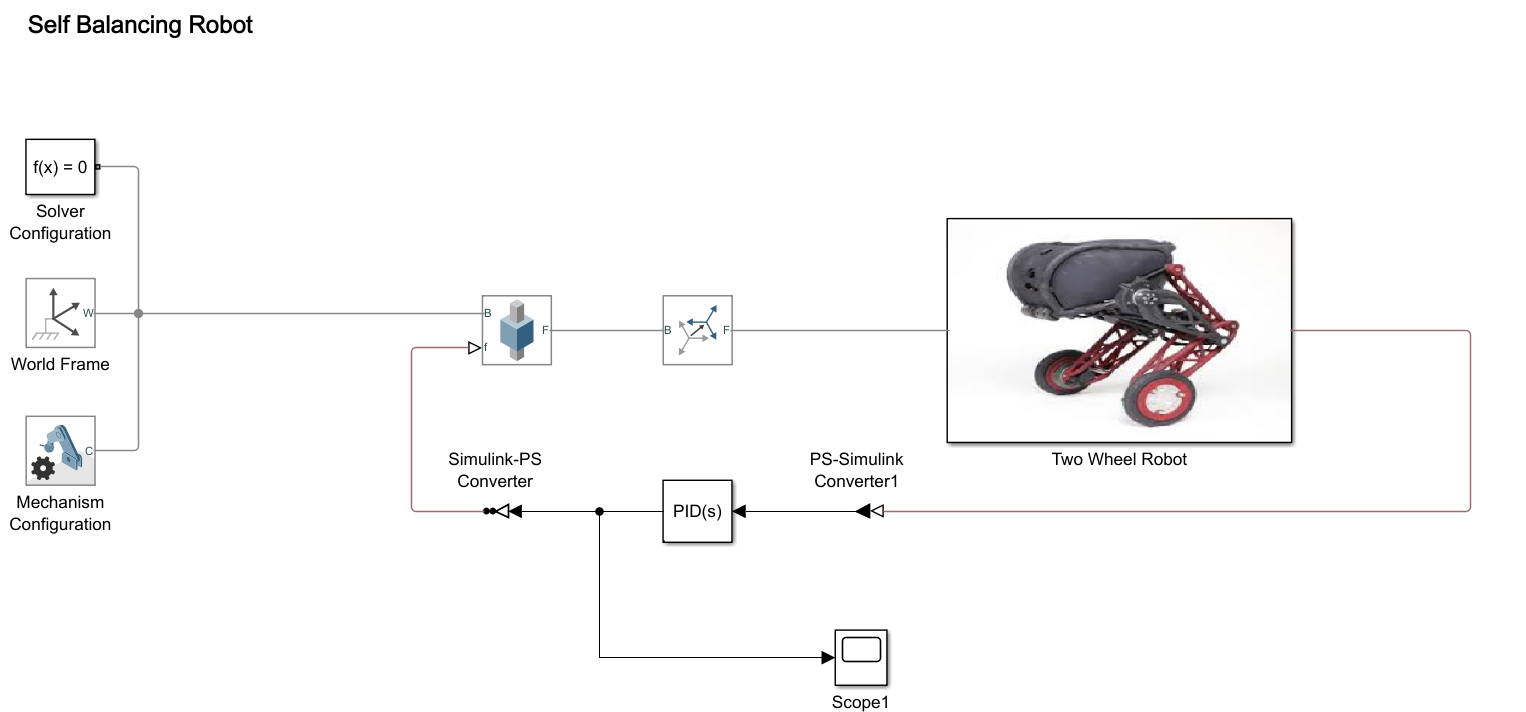 Self Balancing Robot
f(x) = 0
Solver
Configuration
W
World Frame
C
Mechanism
Configuration
B
F
f
B
F
Two Wheel Robot
Simulink-PS
Converter
PID(s)
PS-Simulink
Converter1
Scope1